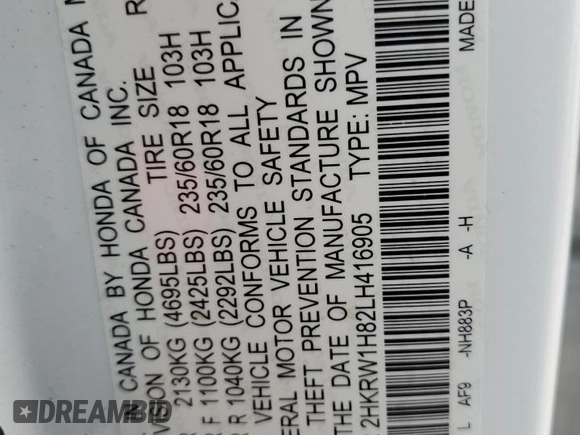 IN CANADA BY HONDA OF CANADA
VISION OF HONDA CANADA INC.
TIRE SIZE R
2130KG (4695LBS) 235/60R18 103H
F 1100KG (2425LBS) 235/60R18 103H
R 1040KG (2292LBS)
VEHICLE CONFORMS TO ALL APPLIC
ERAL MOTOR VEHICLE SAFETY
THEFT PREVENTION STANDARDS IN
THE DATE OF MANUFACTURE SHOWN
2HKRW1H82LH416905 TYPE: MPV
L AF9 -NH883P -A -H MADE
DREAMBID